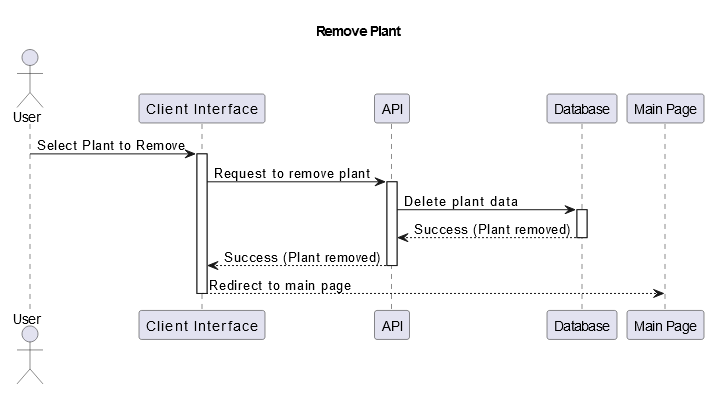 Remove Plant
User
Client Interface
API
Database
Main Page
Select Plant to Remove
Request to remove plant
Delete plant data
Success (Plant removed)
Success (Plant removed)
Redirect to main page
User
Client Interface
API
Database
Main Page